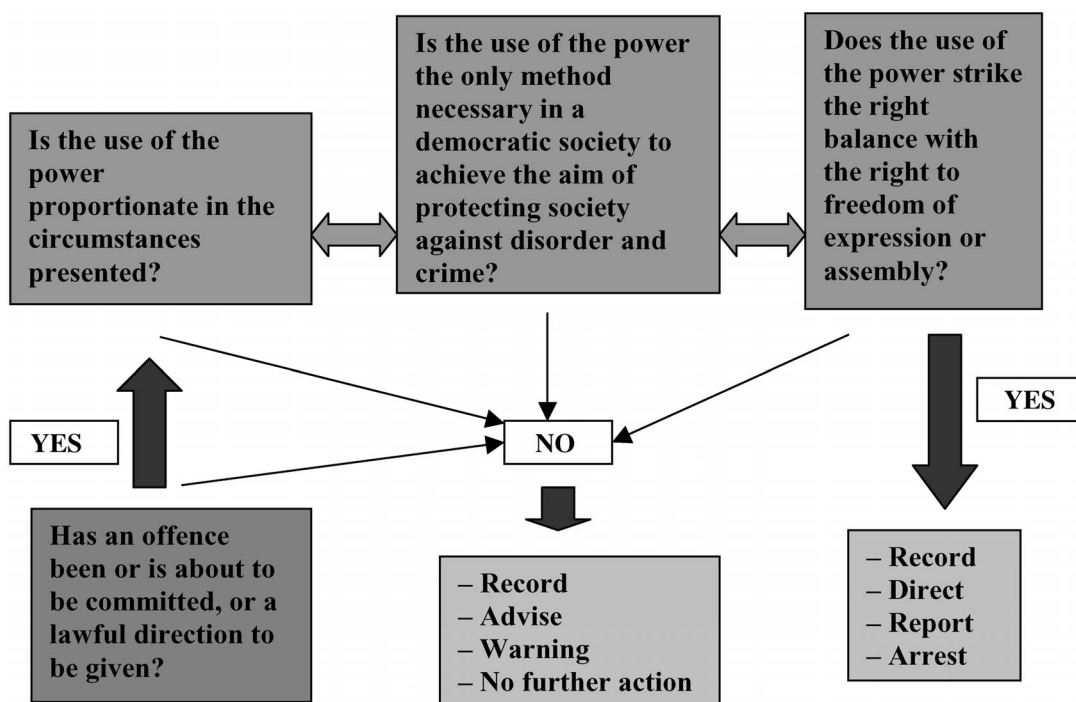 Is the use of the
power
proportionate in the
circumstances
presented?
Is the use of the power
the only method
necessary in a
democratic society to
achieve the aim of
protecting society
against disorder and
crime?
Does the use of
the power strike
the right
balance with
the right to
freedom of
expression or
assembly?
YES
NO
YES
Has an offence
been or is about to
be committed, or a
lawful direction to
be given?
– Record
– Advise
– Warning
– No further action
– Record
– Direct
– Report
– Arrest